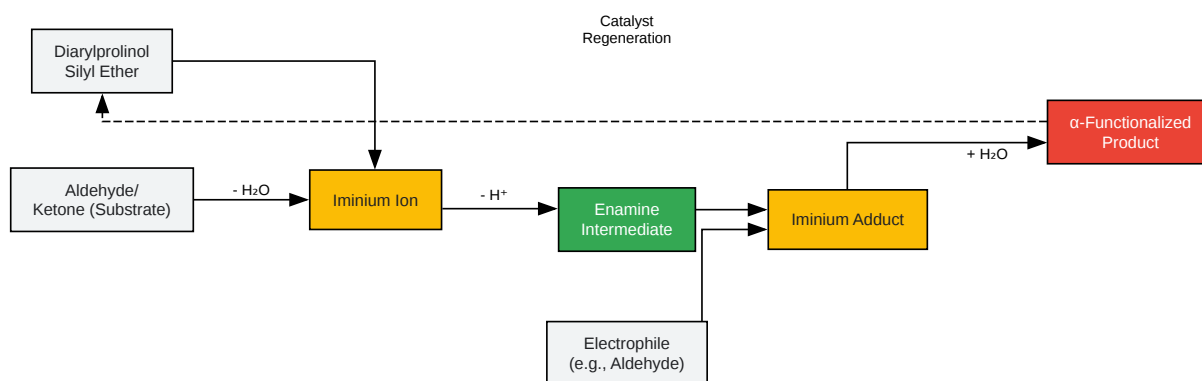 Catalyst
Regeneration
Diarylprolinol
Silyl Ether
α-Functionalized
Product
+ H₂O
Aldehyde/
Ketone (Substrate)
- H₂O
Iminium Ion
- H⁺
Enamine
Intermediate
Iminium Adduct
Electrophile
(e.g., Aldehyde)